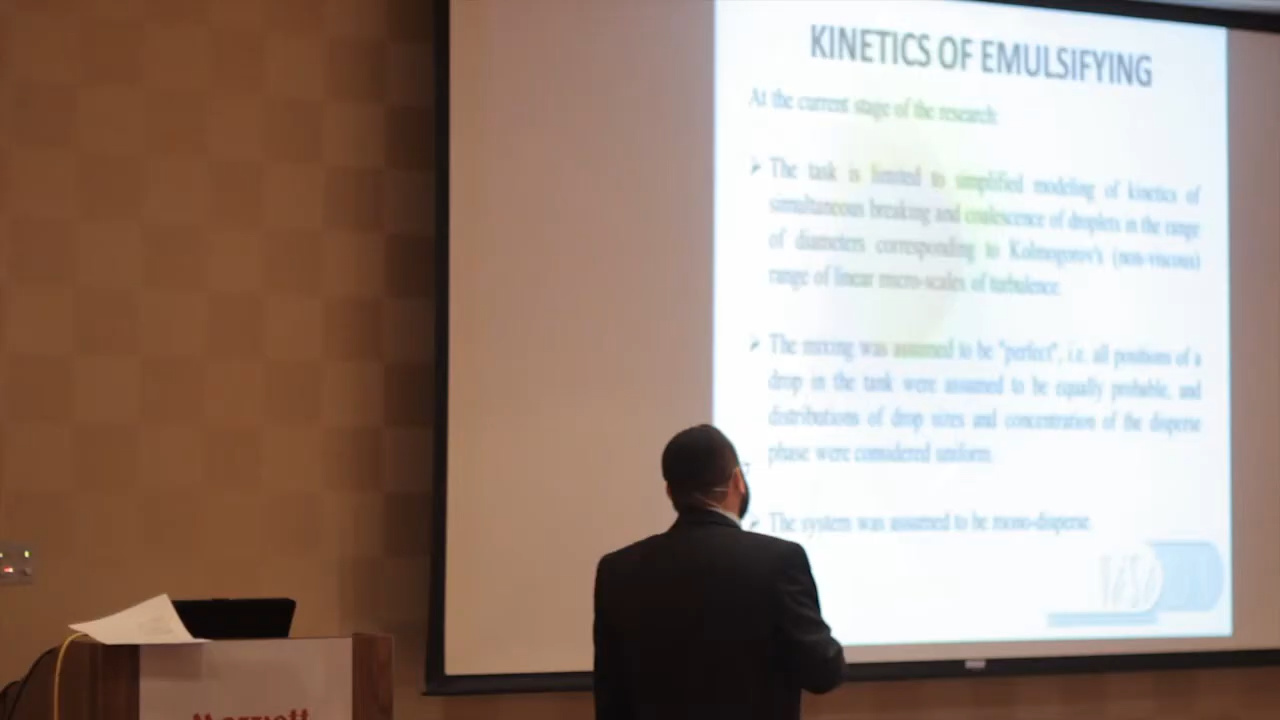 KINETICS OF EMULSIFYING
At the current stage of the research:
➢ The task is limited to simplified modeling of kinetics of
simultaneous breaking and coalescence of droplets in the range
of diameters corresponding to Kolmogorov's (non-viscous)
range of linear micro-scales of turbulence.
➢ The mixing was assumed to be "perfect", i.e. all positions of a
drop in the tank were assumed to be equally probable, and
distributions of drop sizes and concentration of the disperse
phase were considered uniform.
➢ The system was assumed to be mono-disperse.
Marriott